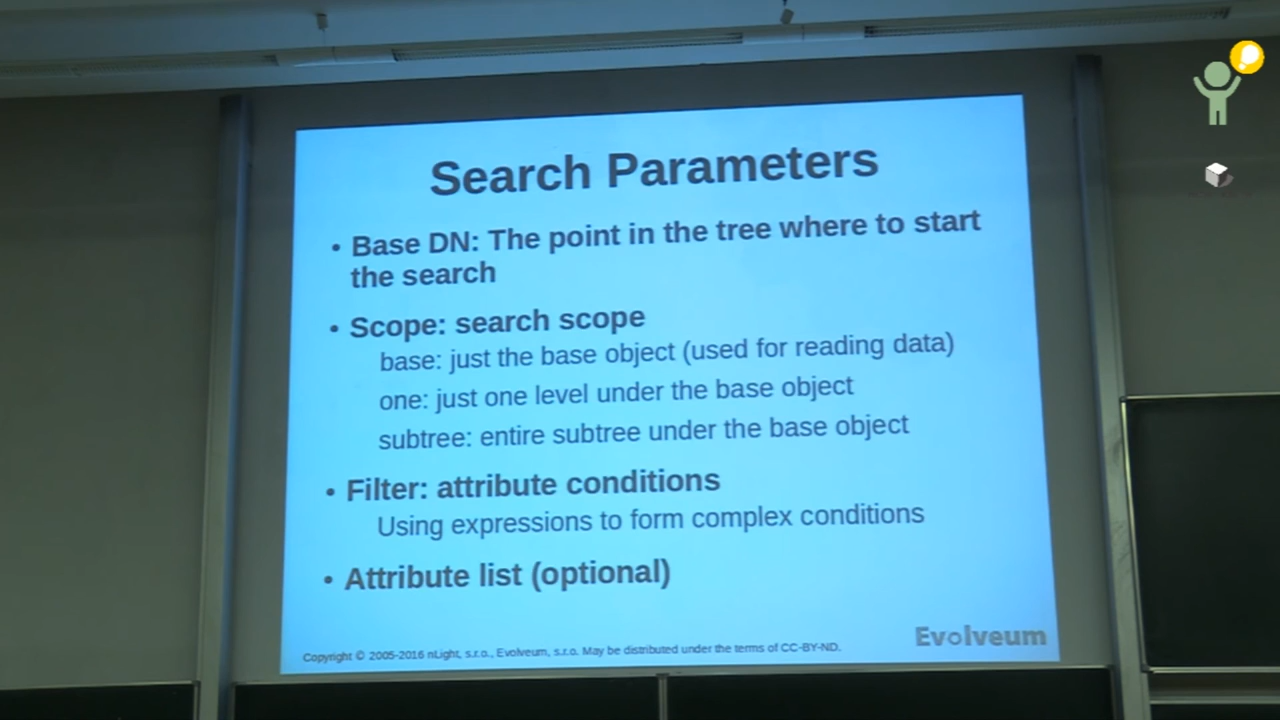 Search Parameters
• Base DN: The point in the tree where to start
the search
• Scope: search scope
base: just the base object (used for reading data)
one: just one level under the base object
subtree: entire subtree under the base object
• Filter: attribute conditions
Using expressions to form complex conditions
• Attribute list (optional)
Copyright © 2005-2016 nLight, s.r.o., Evolveum, s.r.o. May be distributed under the terms of CC-BY-ND.
Evolveum